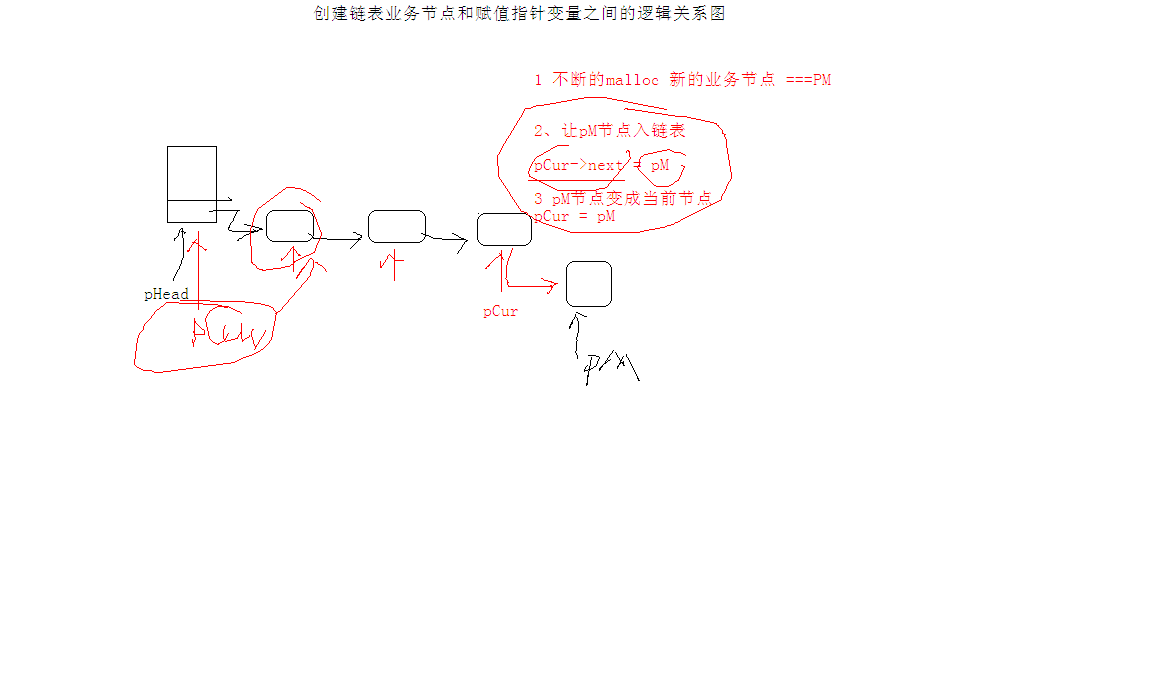 创建链表业务节点和赋值指针变量之间的逻辑关系图
1 不断的malloc 新的业务节点 ===PM
2、让pM节点入链表
pCur->next = pM
3 pM节点变成当前节点
pCur = pM
pHead
pCur
pM